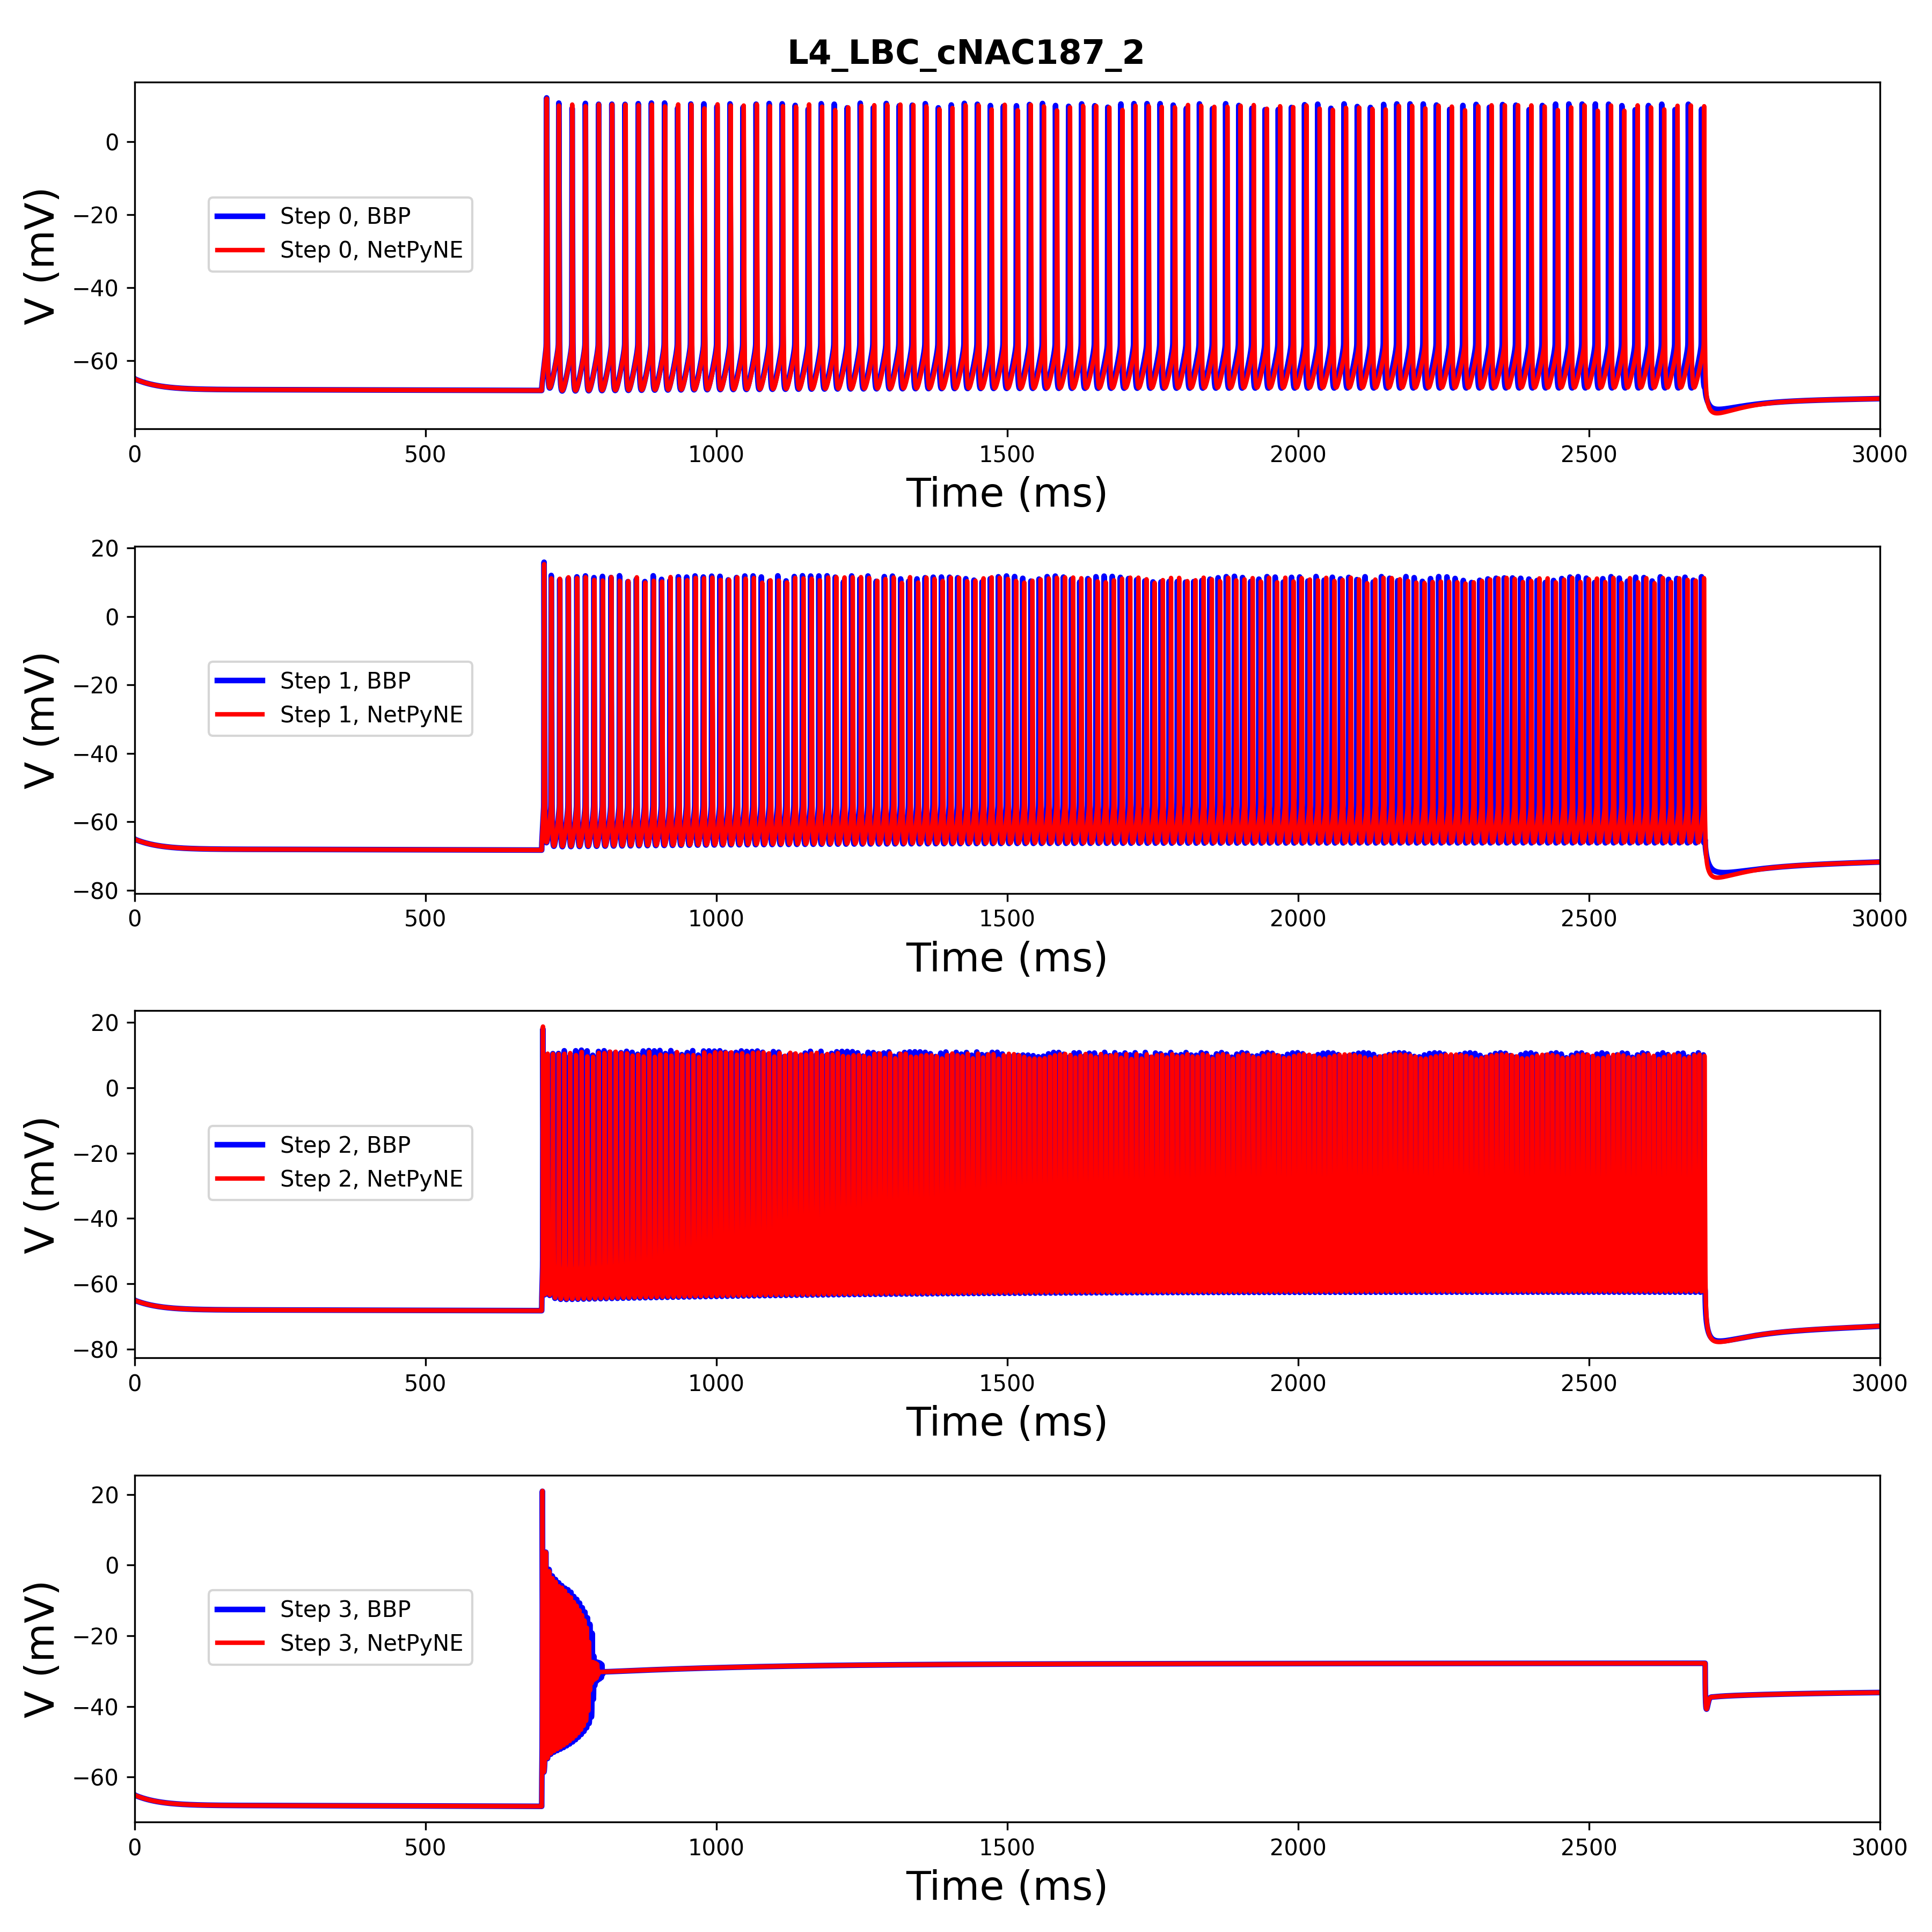 L4_LBC_cNAC187_2
0
−20
−40
−60
V (mV)
Step 0, BBP
Step 0, NetPyNE
0 500 1000 1500 2000 2500 3000
Time (ms)
20
0
−20
−40
−60
−80
V (mV)
Step 1, BBP
Step 1, NetPyNE
0 500 1000 1500 2000 2500 3000
Time (ms)
20
0
−20
−40
−60
−80
V (mV)
Step 2, BBP
Step 2, NetPyNE
0 500 1000 1500 2000 2500 3000
Time (ms)
20
0
−20
−40
−60
V (mV)
Step 3, BBP
Step 3, NetPyNE
0 500 1000 1500 2000 2500 3000
Time (ms)